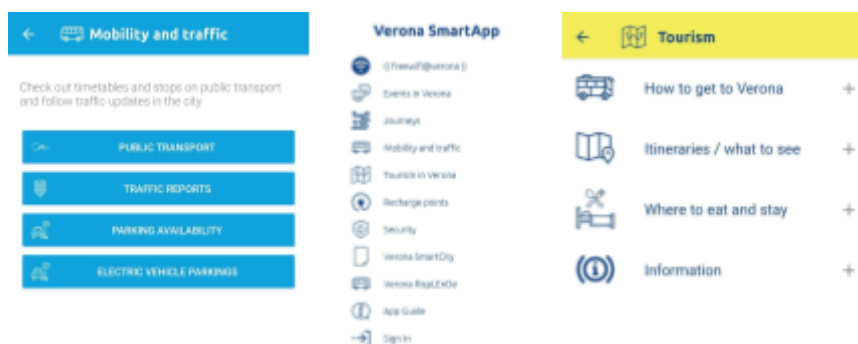 Mobility and traffic
Check out timetables and stops on public transport
and follow traffic updates in the city
PUBLIC TRANSPORT
TRAFFIC REPORTS
PARKING AVAILABILITY
ELECTRIC VEHICLE PARKINGS
Verona SmartApp
Events in Verona
Journeys
Mobility and traffic
Tourism in Verona
Recharge points
Security
Verona SmartCity
Verona
App Guide
Sign In
Tourism
How to get to Verona
Itineraries / what to see
Where to eat and stay
Information